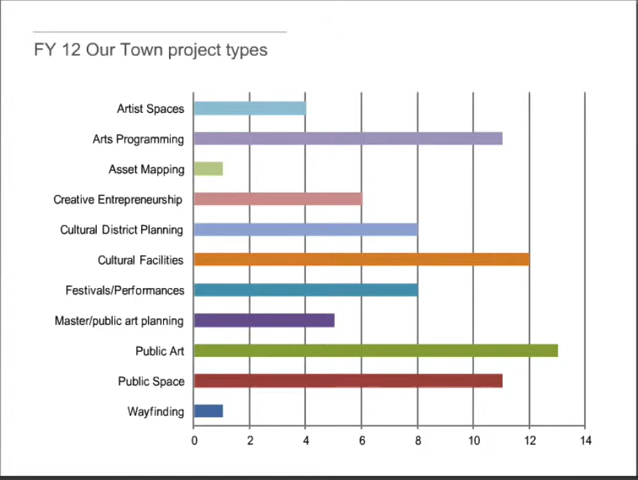 FY 12 Our Town project types
Artist Spaces
Arts Programming
Asset Mapping
Creative Entrepreneurship
Cultural District Planning
Cultural Facilities
Festivals/Performances
Master/public art planning
Public Art
Public Space
Wayfinding
0 2 4 6 8 10 12 14